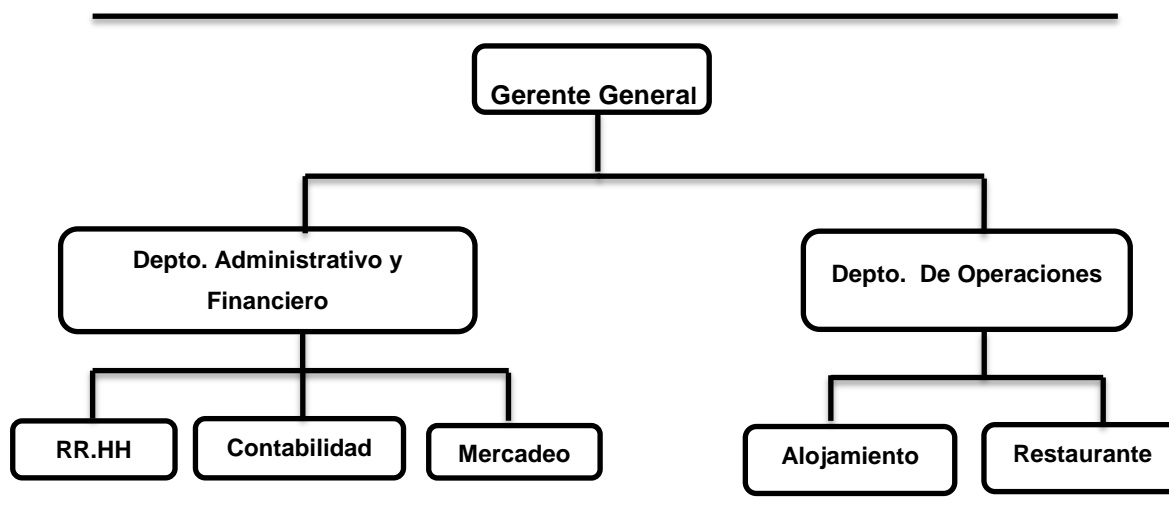 Gerente General
Depto. Administrativo y
Financiero
Depto. De Operaciones
RR.HH
Contabilidad
Mercadeo
Alojamiento
Restaurante